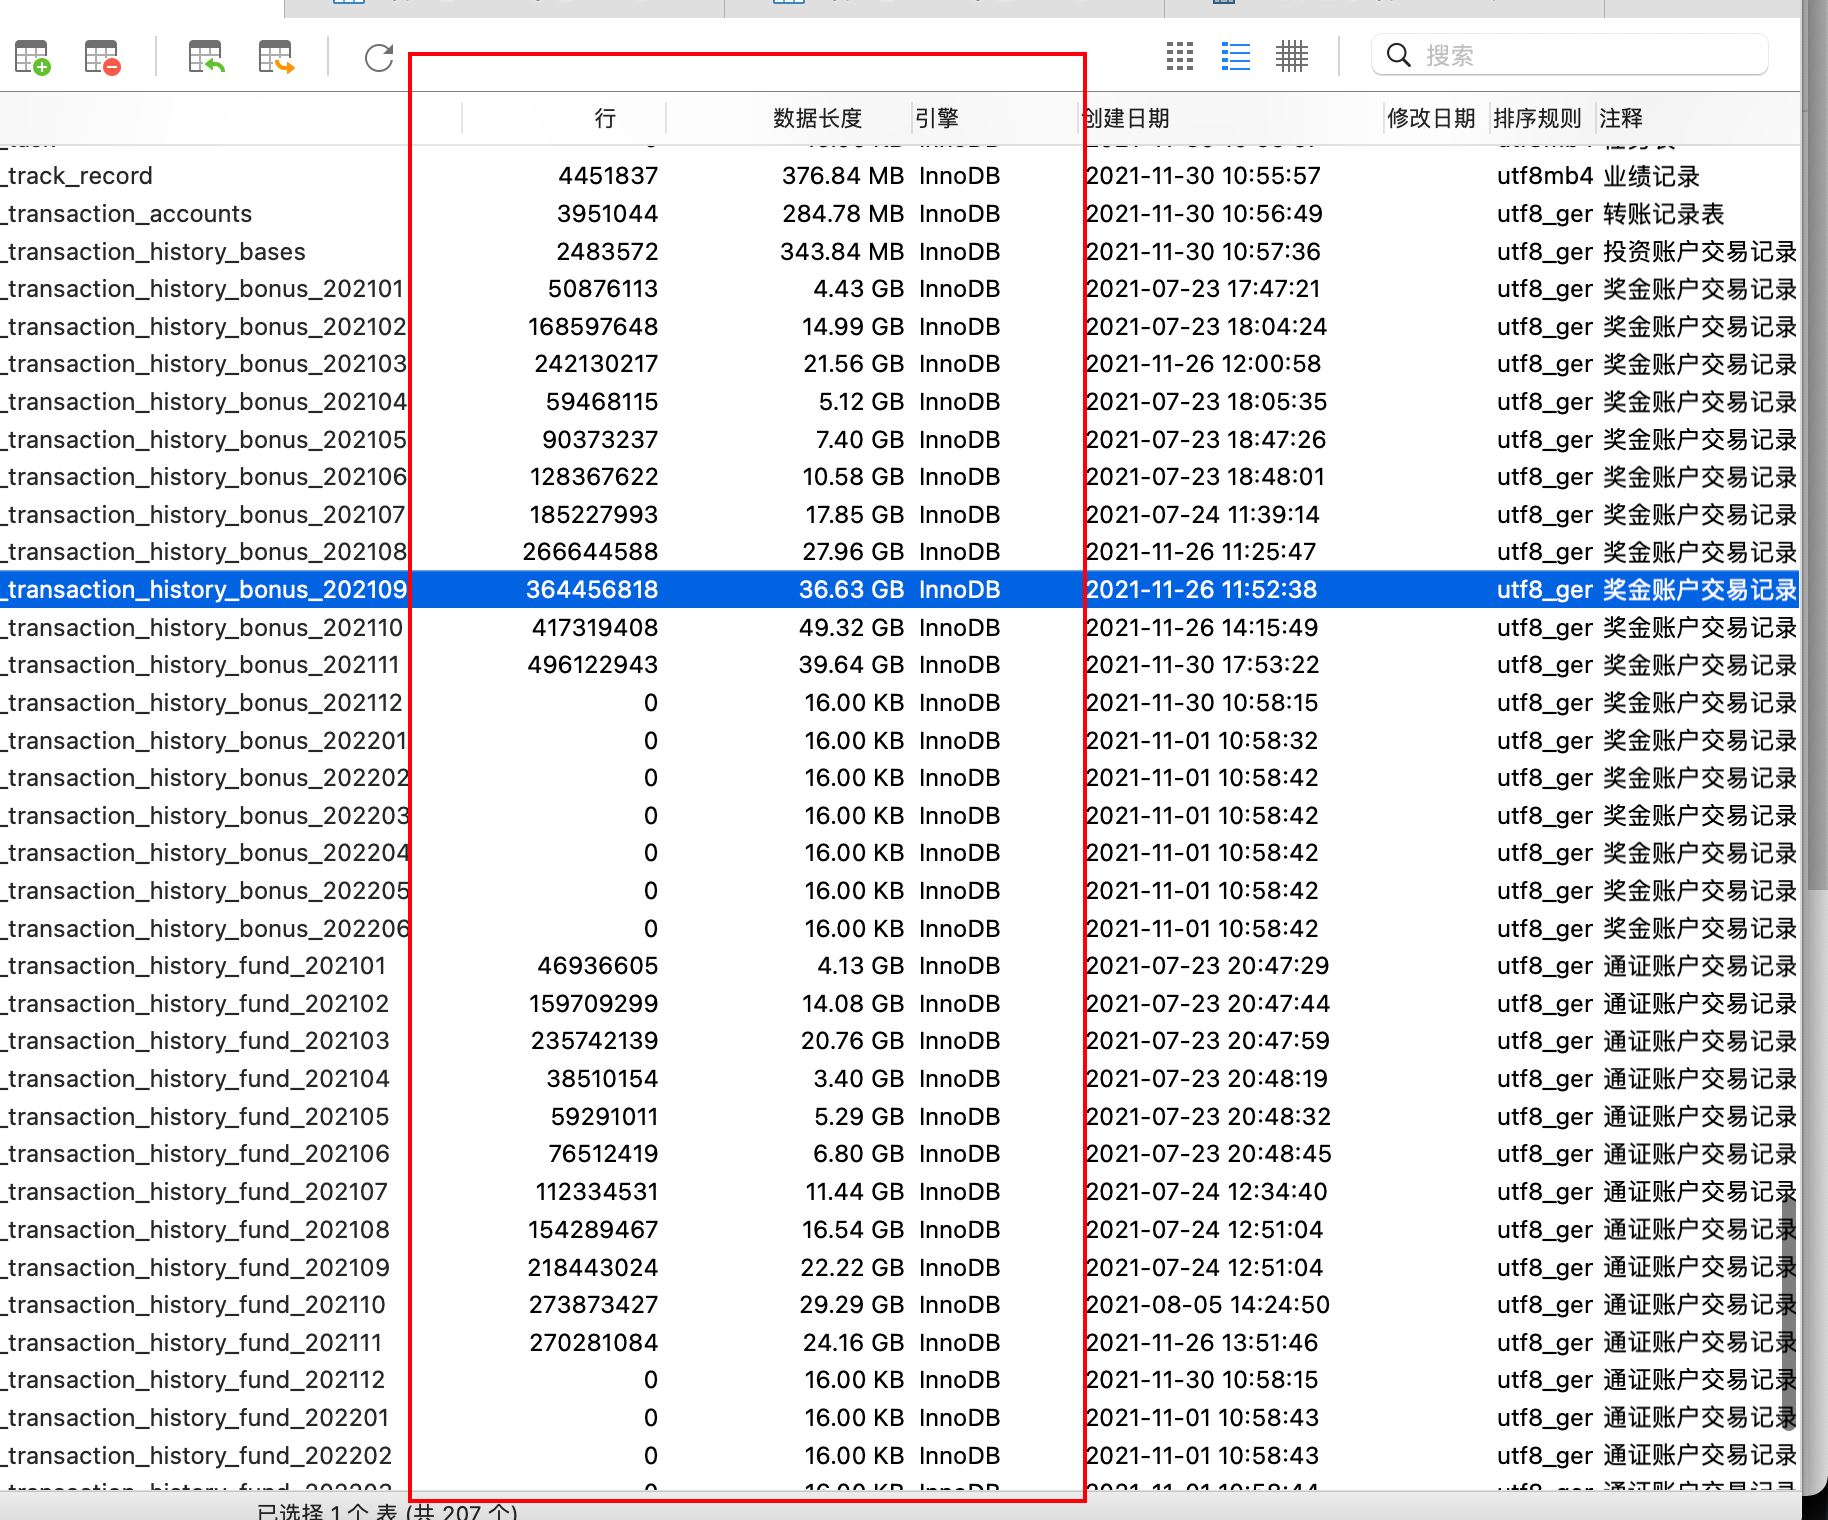 搜索
行 数据长度 引擎 创建日期 修改日期 排序规则 注释
_track_record 4451837 376.84 MB InnoDB 2021-11-30 10:55:57 utf8mb4 业绩记录
_transaction_accounts 3951044 284.78 MB InnoDB 2021-11-30 10:56:49 utf8_ger 转账记录表
_transaction_history_bases 2483572 343.84 MB InnoDB 2021-11-30 10:57:36 utf8_ger 投资账户交易记录
_transaction_history_bonus_202101 50876113 4.43 GB InnoDB 2021-07-23 17:47:21 utf8_ger 奖金账户交易记录
_transaction_history_bonus_202102 168597648 14.99 GB InnoDB 2021-07-23 18:04:24 utf8_ger 奖金账户交易记录
_transaction_history_bonus_202103 242130217 21.56 GB InnoDB 2021-11-26 12:00:58 utf8_ger 奖金账户交易记录
_transaction_history_bonus_202104 59468115 5.12 GB InnoDB 2021-07-23 18:05:35 utf8_ger 奖金账户交易记录
_transaction_history_bonus_202105 90373237 7.40 GB InnoDB 2021-07-23 18:47:26 utf8_ger 奖金账户交易记录
_transaction_history_bonus_202106 128367622 10.58 GB InnoDB 2021-07-23 18:48:01 utf8_ger 奖金账户交易记录
_transaction_history_bonus_202107 185227993 17.85 GB InnoDB 2021-07-24 11:39:14 utf8_ger 奖金账户交易记录
_transaction_history_bonus_202108 266644588 27.96 GB InnoDB 2021-11-26 11:25:47 utf8_ger 奖金账户交易记录
_transaction_history_bonus_202109 364456818 36.63 GB InnoDB 2021-11-26 11:52:38 utf8_ger 奖金账户交易记录
_transaction_history_bonus_202110 417319408 49.32 GB InnoDB 2021-11-26 14:15:49 utf8_ger 奖金账户交易记录
_transaction_history_bonus_202111 496122943 39.64 GB InnoDB 2021-11-30 17:53:22 utf8_ger 奖金账户交易记录
_transaction_history_bonus_202112 0 16.00 KB InnoDB 2021-11-30 10:58:15 utf8_ger 奖金账户交易记录
_transaction_history_bonus_202201 0 16.00 KB InnoDB 2021-11-01 10:58:32 utf8_ger 奖金账户交易记录
_transaction_history_bonus_202202 0 16.00 KB InnoDB 2021-11-01 10:58:42 utf8_ger 奖金账户交易记录
_transaction_history_bonus_202203 0 16.00 KB InnoDB 2021-11-01 10:58:42 utf8_ger 奖金账户交易记录
_transaction_history_bonus_202204 0 16.00 KB InnoDB 2021-11-01 10:58:42 utf8_ger 奖金账户交易记录
_transaction_history_bonus_202205 0 16.00 KB InnoDB 2021-11-01 10:58:42 utf8_ger 奖金账户交易记录
_transaction_history_bonus_202206 0 16.00 KB InnoDB 2021-11-01 10:58:42 utf8_ger 奖金账户交易记录
_transaction_history_fund_202101 46936605 4.13 GB InnoDB 2021-07-23 20:47:29 utf8_ger 通证账户交易记录
_transaction_history_fund_202102 159709299 14.08 GB InnoDB 2021-07-23 20:47:44 utf8_ger 通证账户交易记录
_transaction_history_fund_202103 235742139 20.76 GB InnoDB 2021-07-23 20:47:59 utf8_ger 通证账户交易记录
_transaction_history_fund_202104 38510154 3.40 GB InnoDB 2021-07-23 20:48:19 utf8_ger 通证账户交易记录
_transaction_history_fund_202105 59291011 5.29 GB InnoDB 2021-07-23 20:48:32 utf8_ger 通证账户交易记录
_transaction_history_fund_202106 76512419 6.80 GB InnoDB 2021-07-23 20:48:45 utf8_ger 通证账户交易记录
_transaction_history_fund_202107 112334531 11.44 GB InnoDB 2021-07-24 12:34:40 utf8_ger 通证账户交易记录
_transaction_history_fund_202108 154289467 16.54 GB InnoDB 2021-07-24 12:51:04 utf8_ger 通证账户交易记录
_transaction_history_fund_202109 218443024 22.22 GB InnoDB 2021-07-24 12:51:04 utf8_ger 通证账户交易记录
_transaction_history_fund_202110 273873427 29.29 GB InnoDB 2021-08-05 14:24:50 utf8_ger 通证账户交易记录
_transaction_history_fund_202111 270281084 24.16 GB InnoDB 2021-11-26 13:51:46 utf8_ger 通证账户交易记录
_transaction_history_fund_202112 0 16.00 KB InnoDB 2021-11-30 10:58:15 utf8_ger 通证账户交易记录
_transaction_history_fund_202201 0 16.00 KB InnoDB 2021-11-01 10:58:43 utf8_ger 通证账户交易记录
_transaction_history_fund_202202 0 16.00 KB InnoDB 2021-11-01 10:58:43 utf8_ger 通证账户交易记录
已选择 1 个 表 (共 207 个)